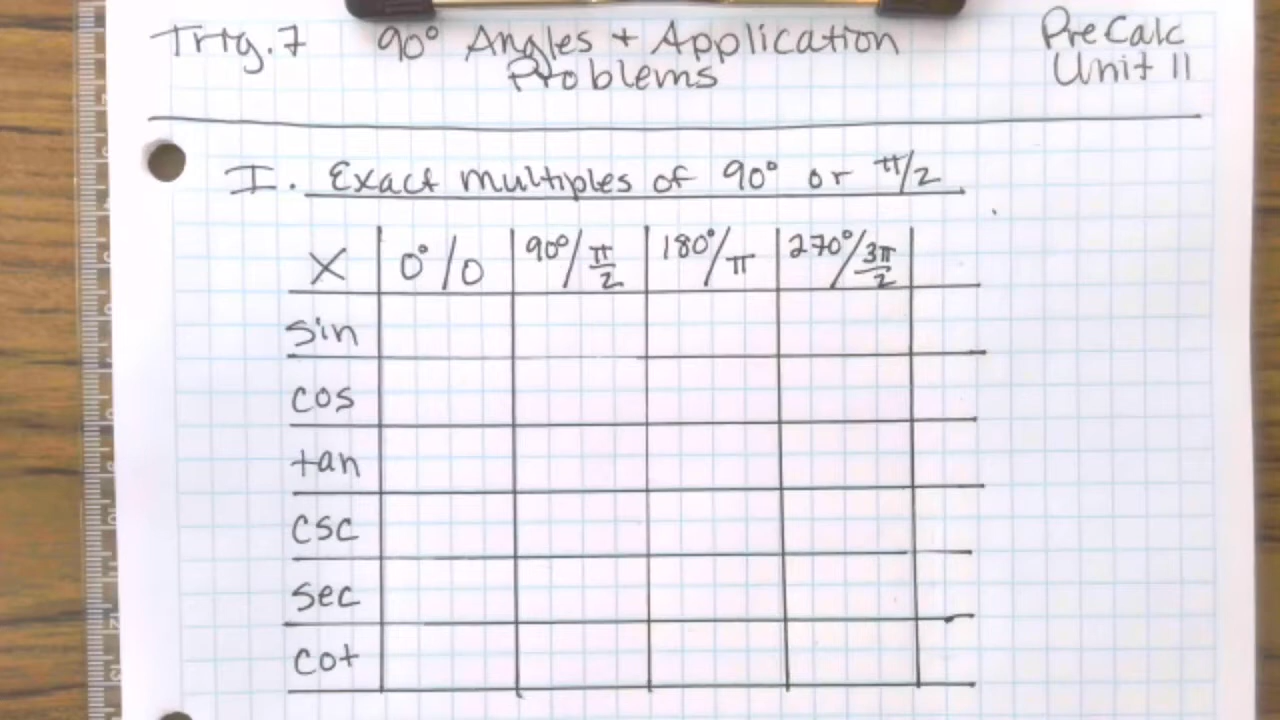 Trig.7 90° Angles + Application Problems
PreCalc Unit 11
I. Exact multiples of 90° or π/2
X 0°/0 90°/π/2 180°/π 270°/3π/2
sin
cos
tan
csc
sec
cot